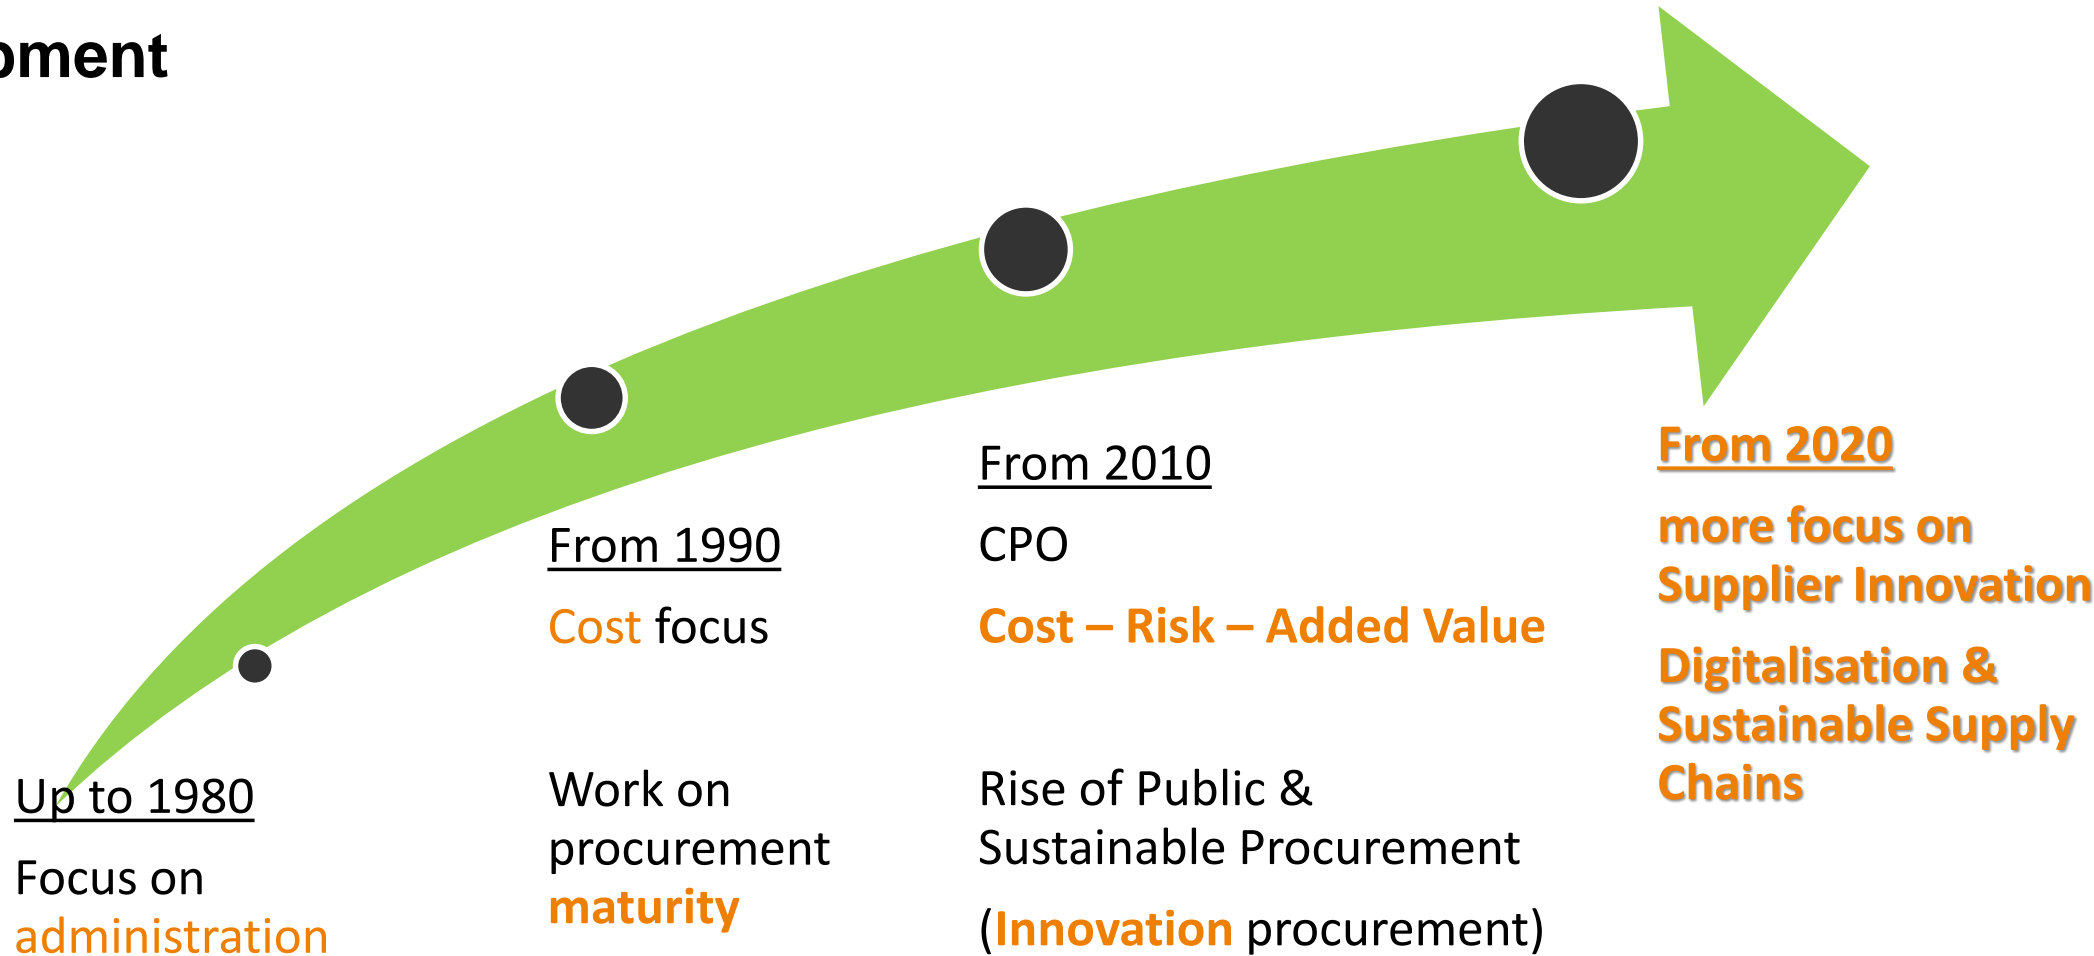 pment
Up to 1980
Focus on
administration
From 1990
Cost focus
Work on
procurement
maturity
From 2010
CPO
Cost – Risk – Added Value
Rise of Public &
Sustainable Procurement
(Innovation procurement)
From 2020
more focus on
Supplier Innovation
Digitalisation &
Sustainable Supply
Chains